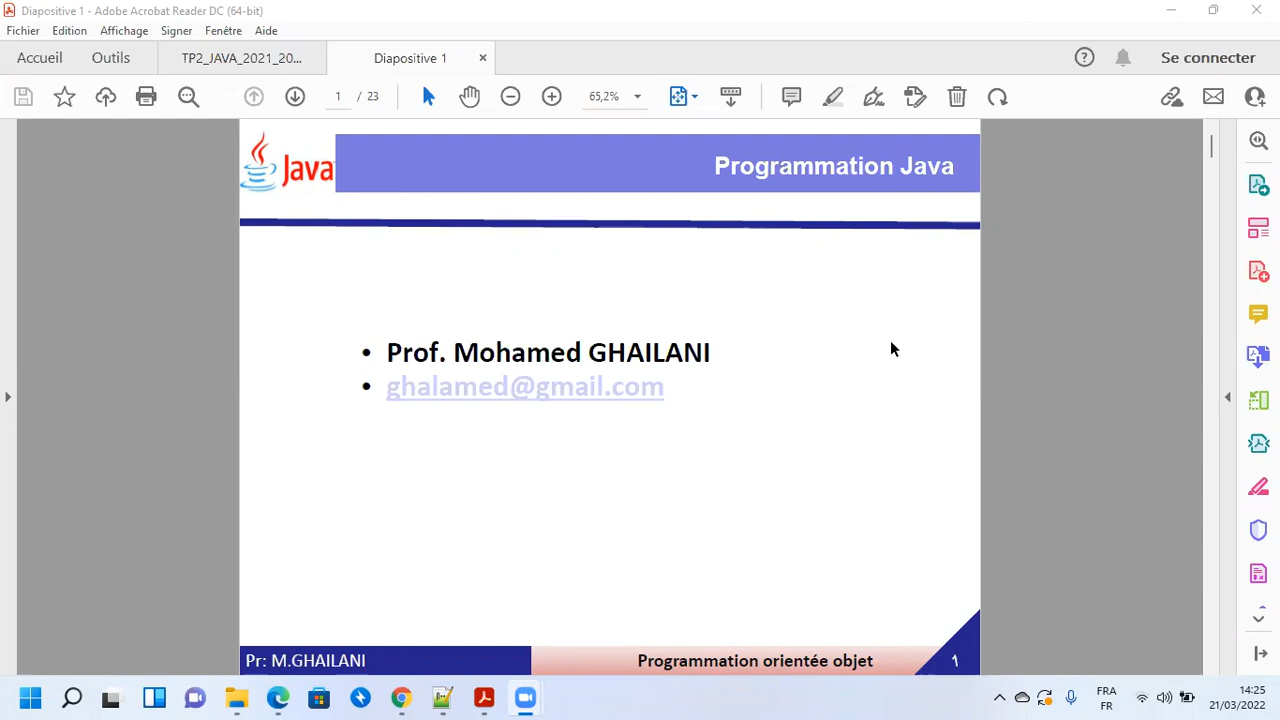 Diapositive 1 - Adobe Acrobat Reader DC (64-bit)
Fichier Edition Affichage Signer Fenêtre Aide
Accueil Outils TP2_JAVA_2021_20... Diapositive 1 × Se connecter
1 / 23 65,2%
Java Programmation Java
• Prof. Mohamed GHAILANI
• ghalamed@gmail.com
Pr: M.GHAILANI Programmation orientée objet 1
FRA 14:25
FR 21/03/2022